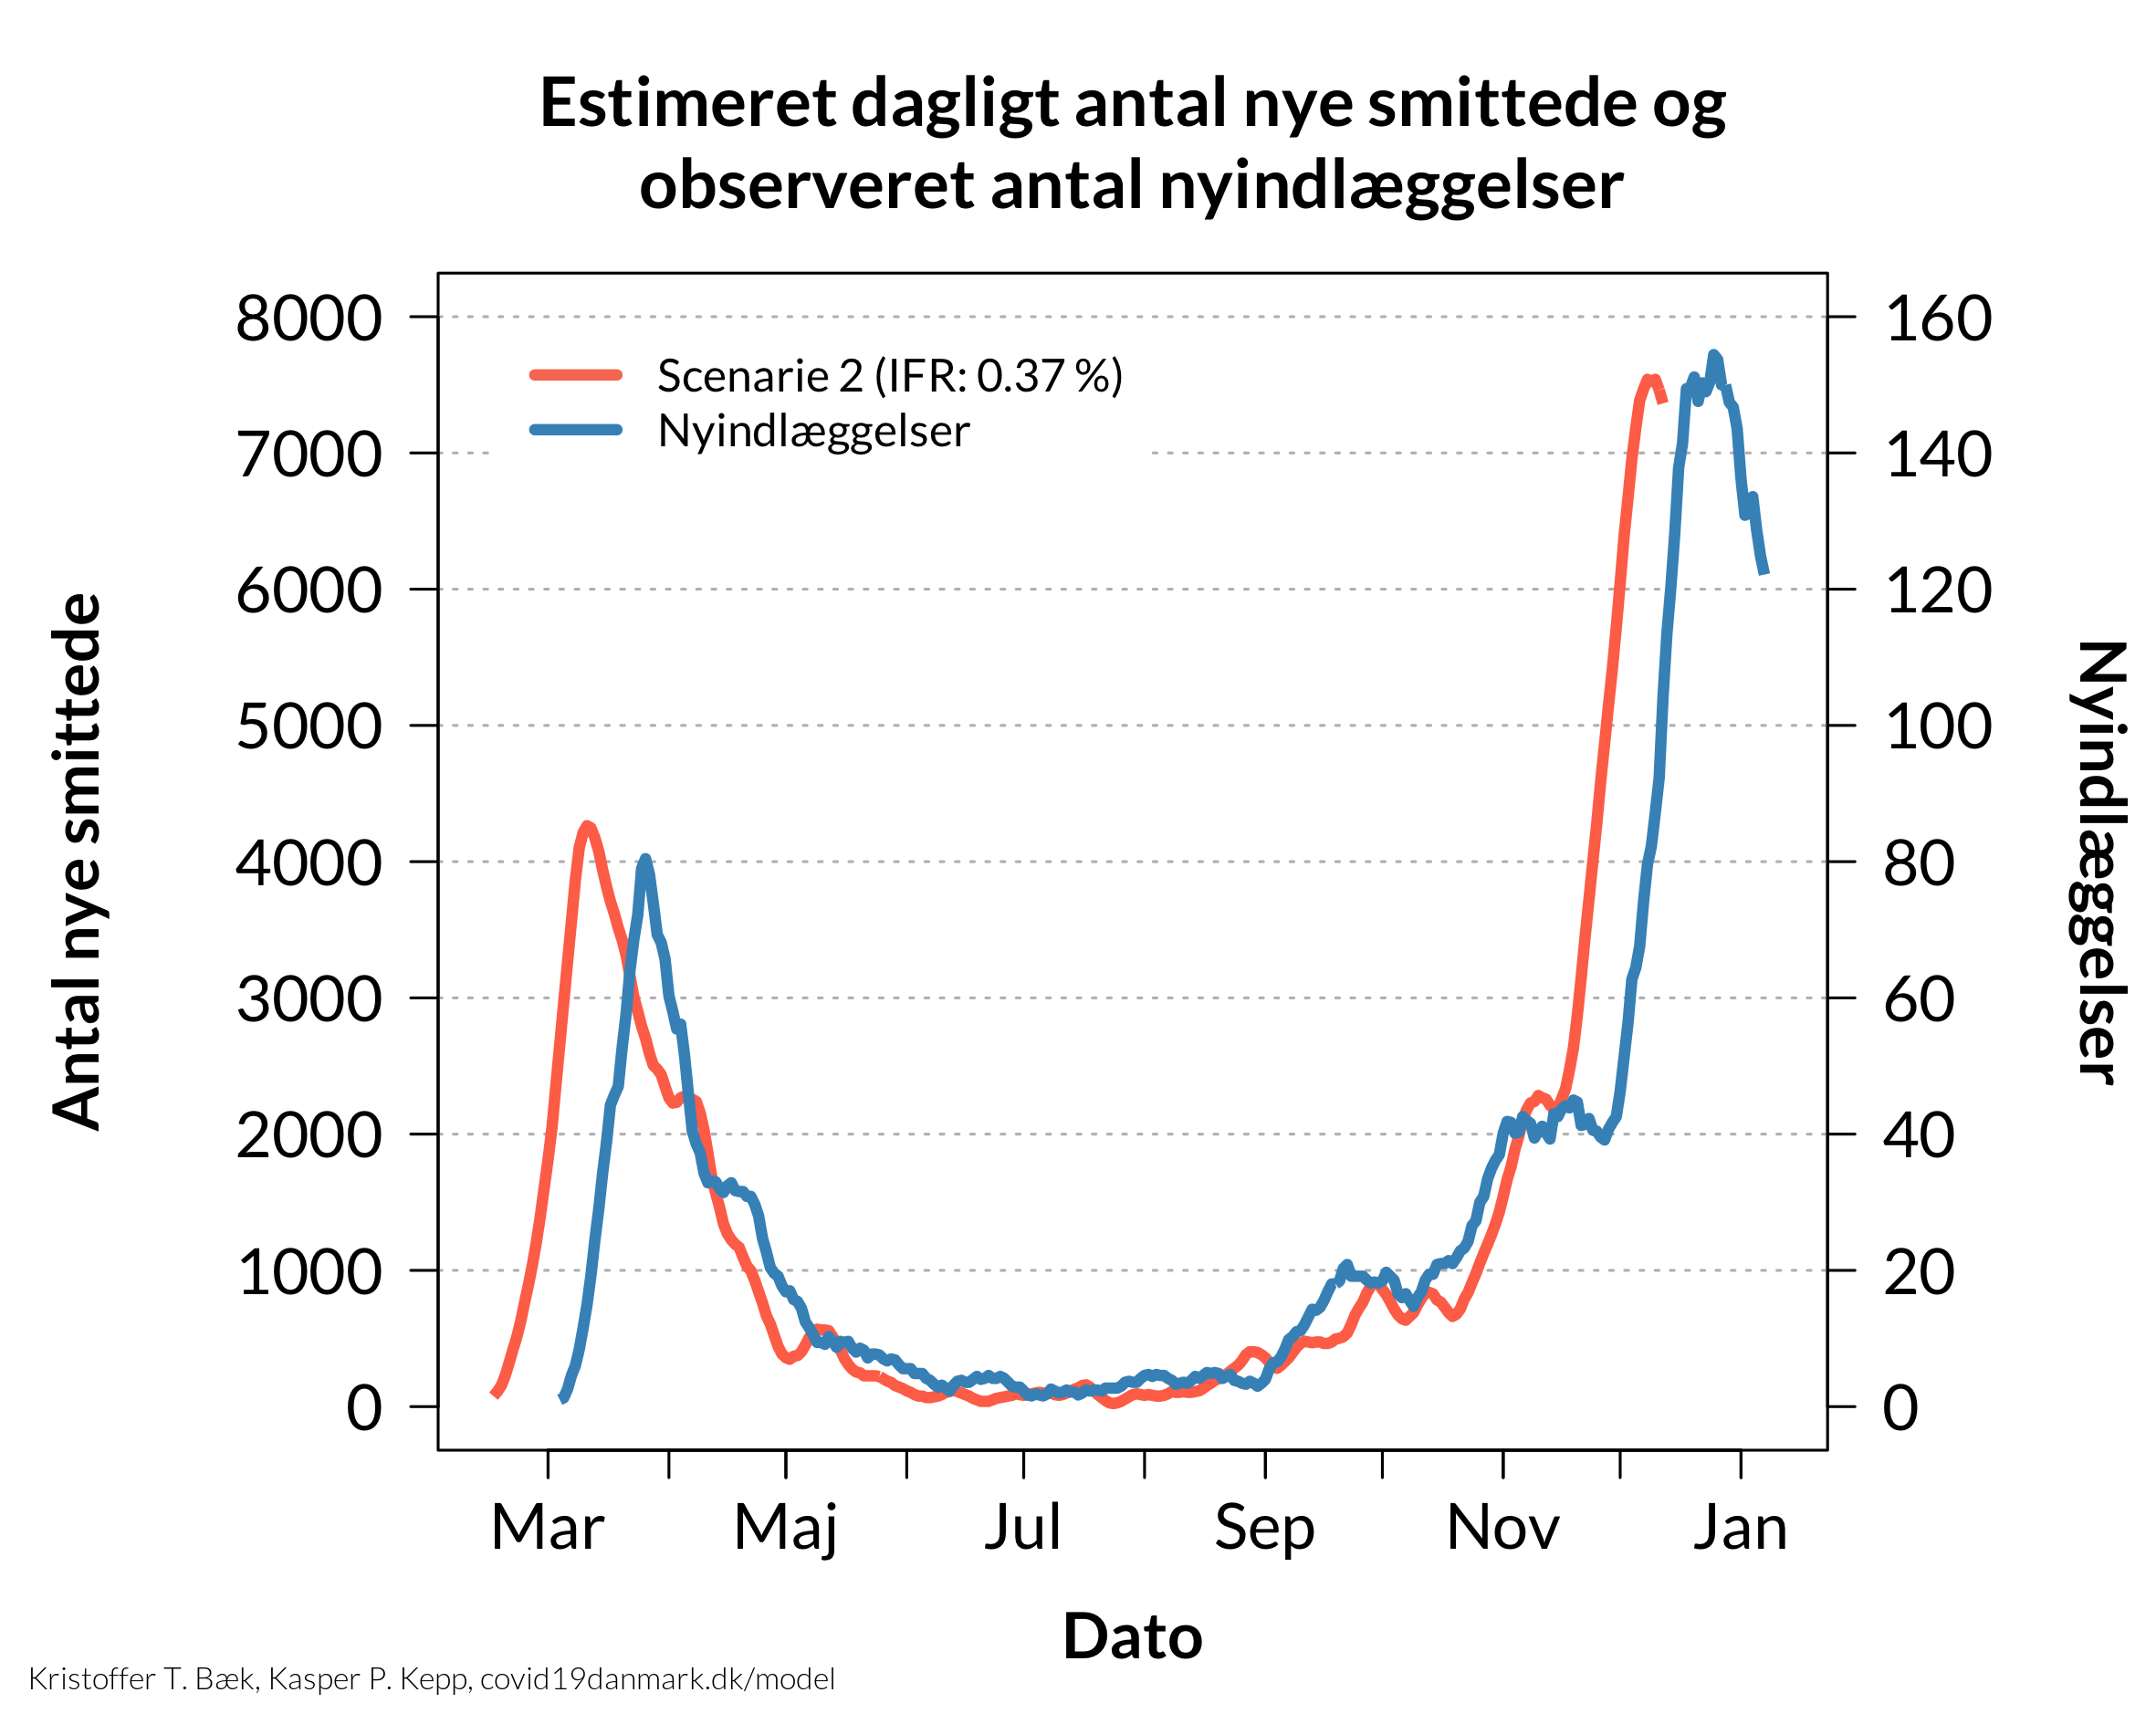 Estimeret dagligt antal nye smittede og
observeret antal nyindlæggelser
Scenarie 2 (IFR: 0.37 %)
Nyindlæggelser
Antal nye smittede
8000
7000
6000
5000
4000
3000
2000
1000
0
160
140
120
100
80
60
40
20
0
Nyindlæggelser
Mar Maj Jul Sep Nov Jan
Dato
Kristoffer T. Bæk, Kasper P. Kepp, covid19danmark.dk/model